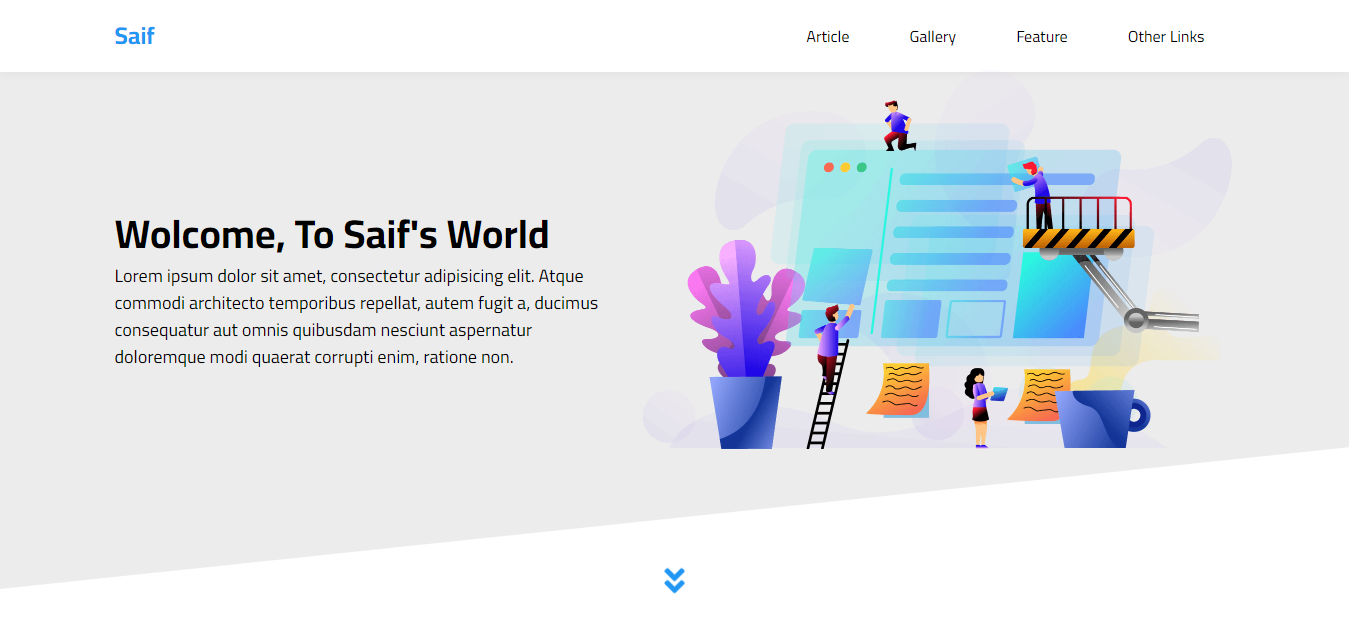 Saif
Article
Gallery
Feature
Other Links
Wolcome, To Saif's World
Lorem ipsum dolor sit amet, consectetur adipisicing elit. Atque
commodi architecto temporibus repellat, autem fugit a, ducimus
consequatur aut omnis quibusdam nesciunt aspernatur
doloremque modi quaerat corrupti enim, ratione non.